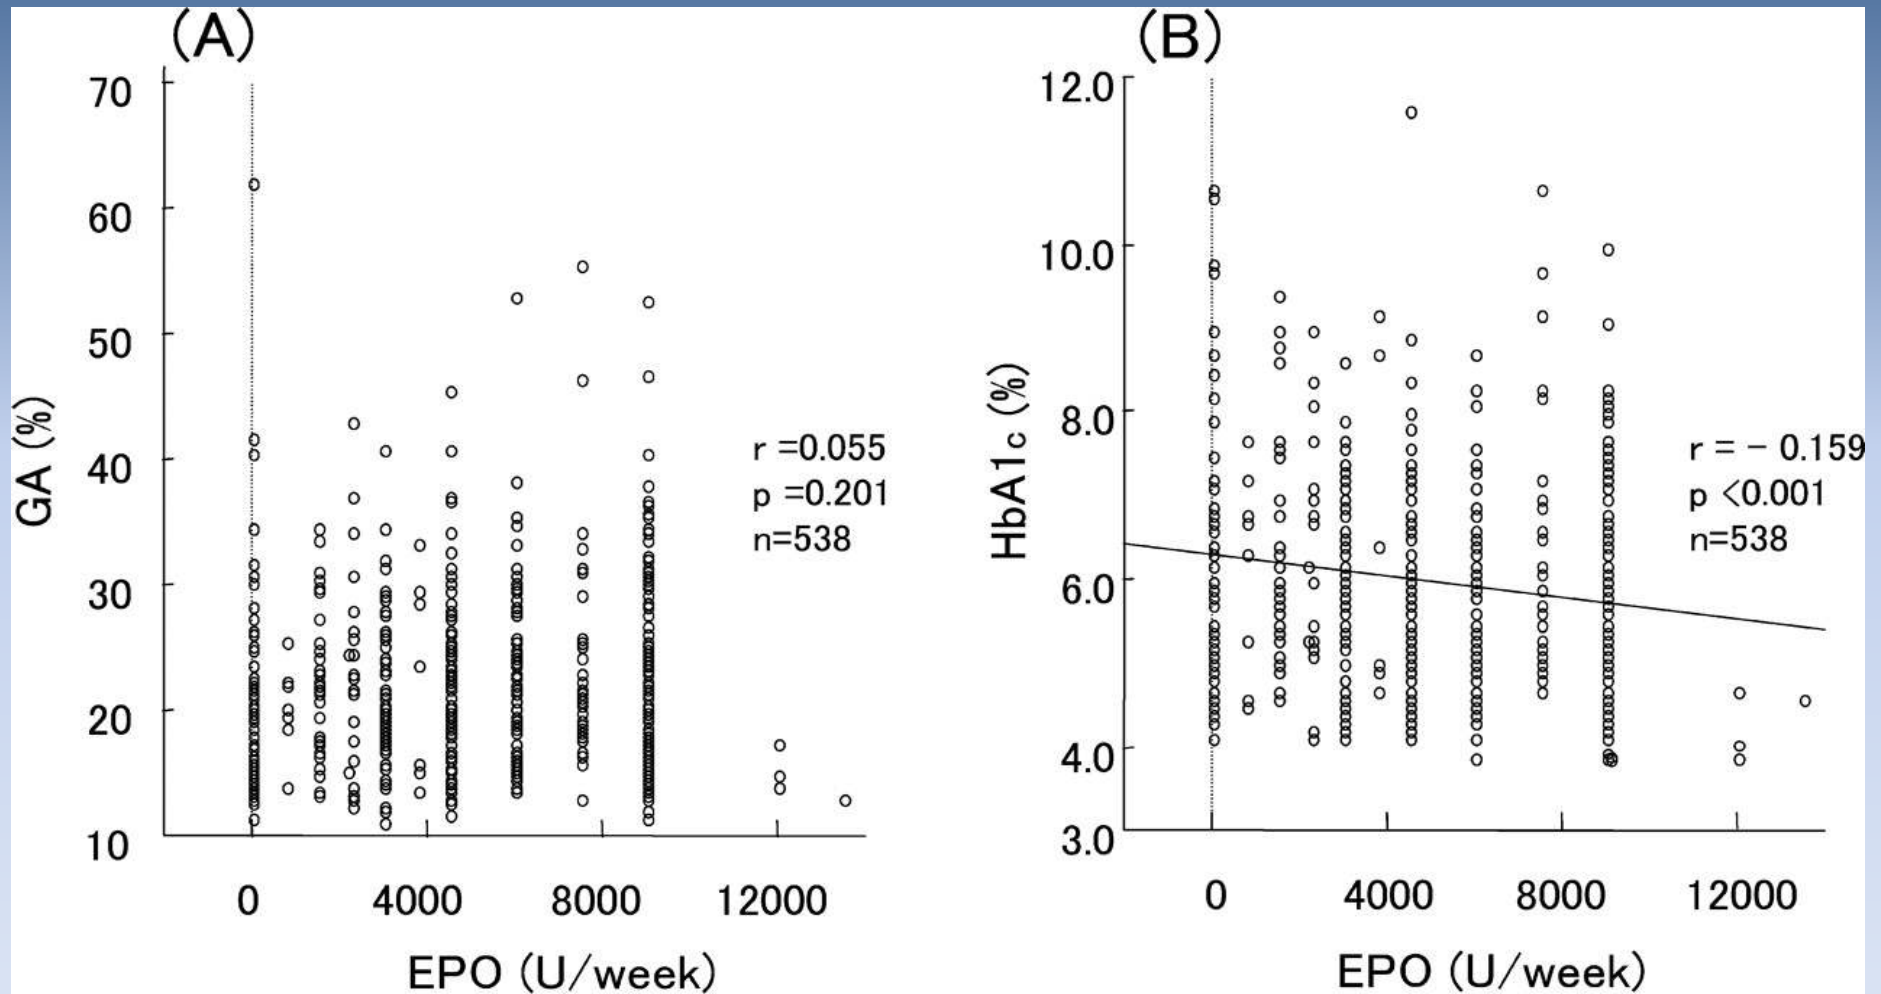 (A)
70
60
50
40
30
20
10
GA (%)
r =0.055
p =0.201
n=538
0 4000 8000 12000
EPO (U/week)
(B)
12.0
10.0
8.0
6.0
4.0
3.0
HbA1c (%)
r = - 0.159
p <0.001
n=538
0 4000 8000 12000
EPO (U/week)